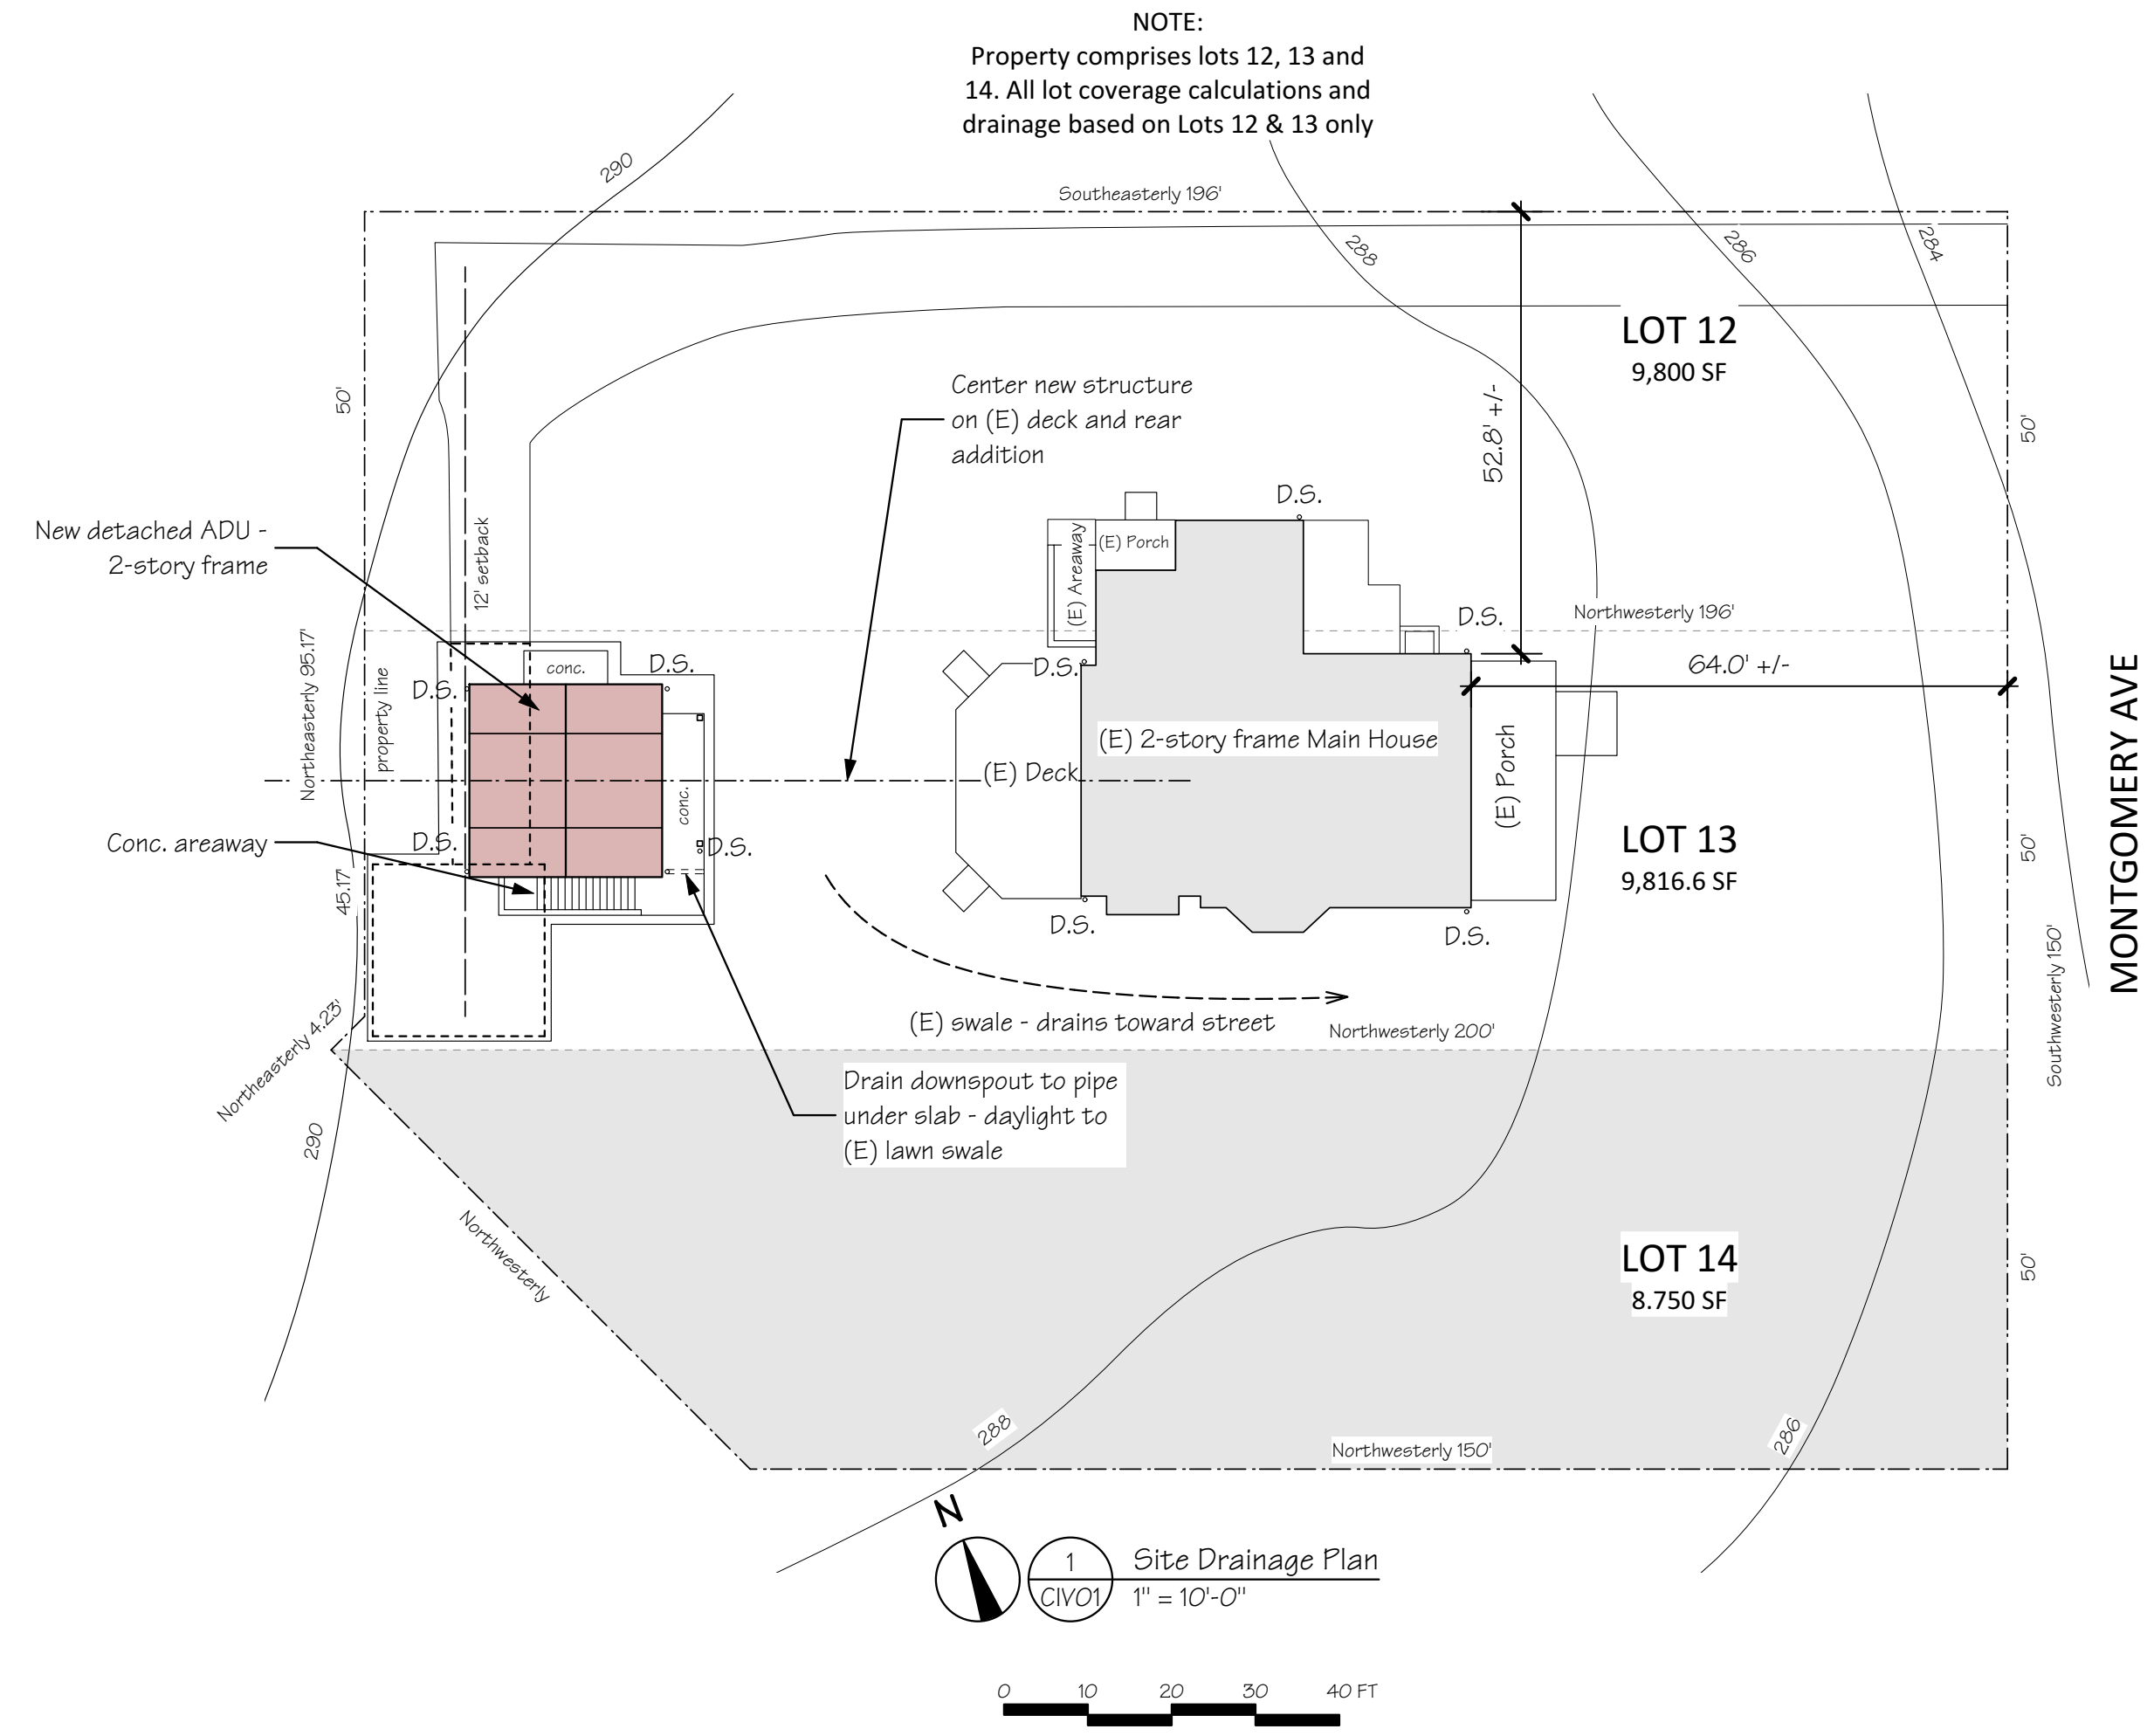 NOTE:
Property comprises lots 12, 13 and
14. All lot coverage calculations and
drainage based on Lots 12 & 13 only
290
Southeasterly 196'
288
286
284
LOT 12
9,800 SF
50'
50'
52.8' +/-
Center new structure
on (E) deck and rear
addition
New detached ADU -
2-story frame
12' setback
D.S.
(E) Areaway
(E) Porch
D.S.
Northwesterly 196'
64.0' +/-
Northeasterly 95.17'
property line
conc.
D.S.
D.S.
D.S.
(E) 2-story frame Main House
(E) Deck
(E) Porch
conc.
MONTGOMERY AVE
Conc. areaway
D.S.
D.S.
LOT 13
9,816.6 SF
50'
45.17'
D.S.
D.S.
Southwesterly 150'
(E) swale - drains toward street
Northwesterly 200'
Northeasterly 4.23'
290
Drain downspout to pipe
under slab - daylight to
(E) lawn swale
Northwesterly
LOT 14
8.750 SF
50'
288
Northwesterly 150'
286
N
1
CIV01
Site Drainage Plan
1" = 10'-0"
0 10 20 30 40 FT